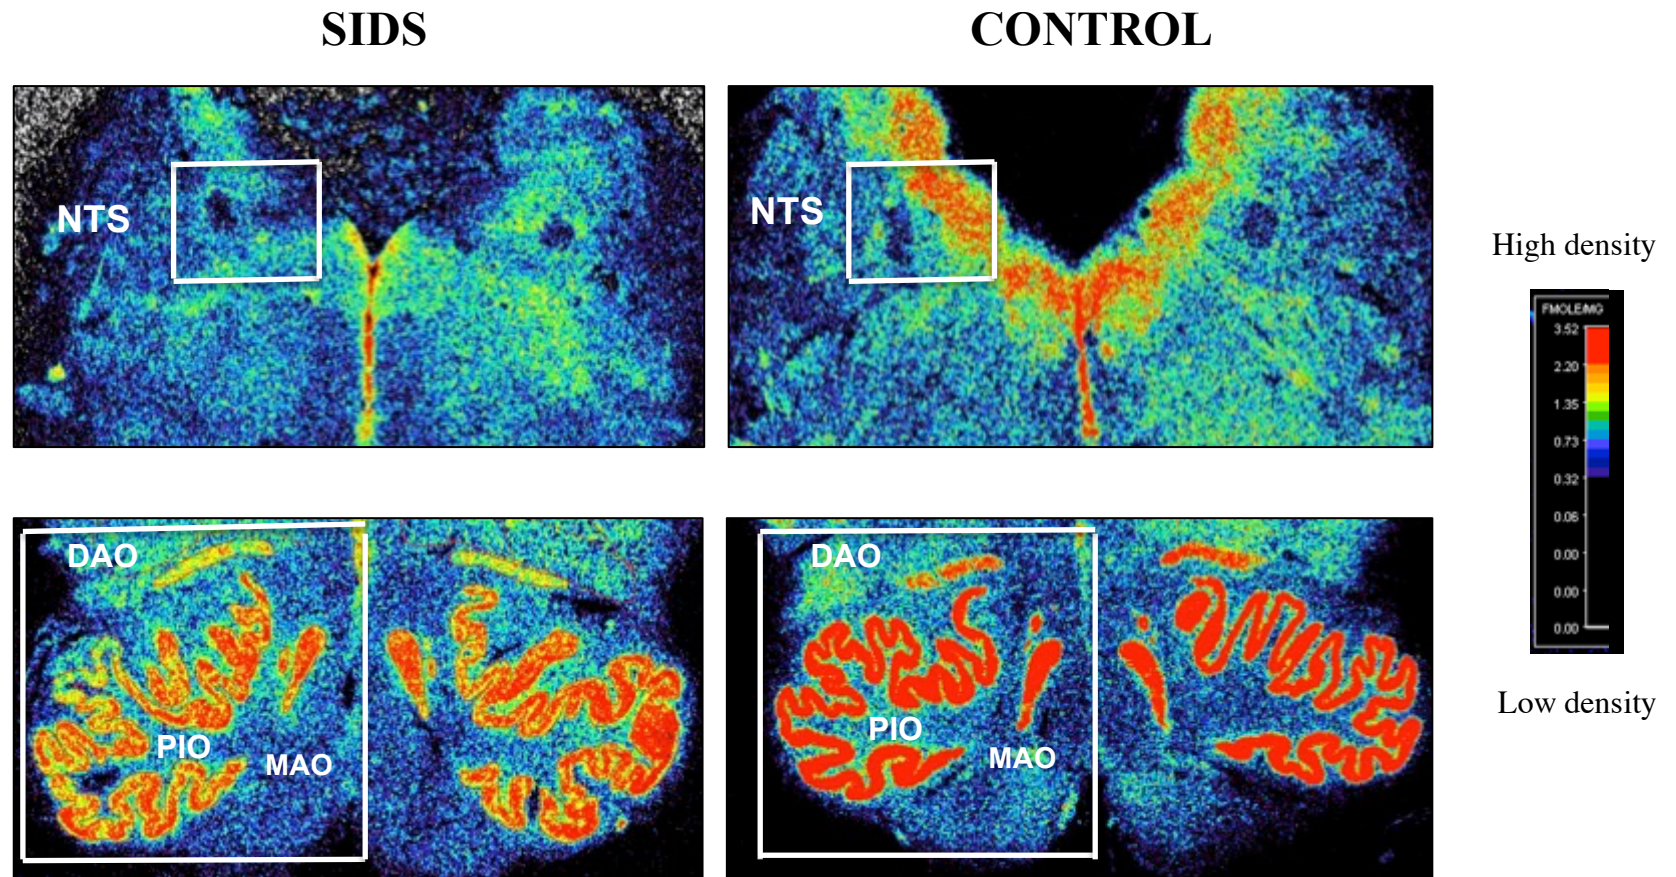 SIDS
CONTROL
NTS
NTS
High density
FMOLE/MG
3.52
2.20
1.35
0.73
0.32
0.06
0.00
0.00
0.00
Low density
DAO
PIO
MAO
DAO
PIO
MAO